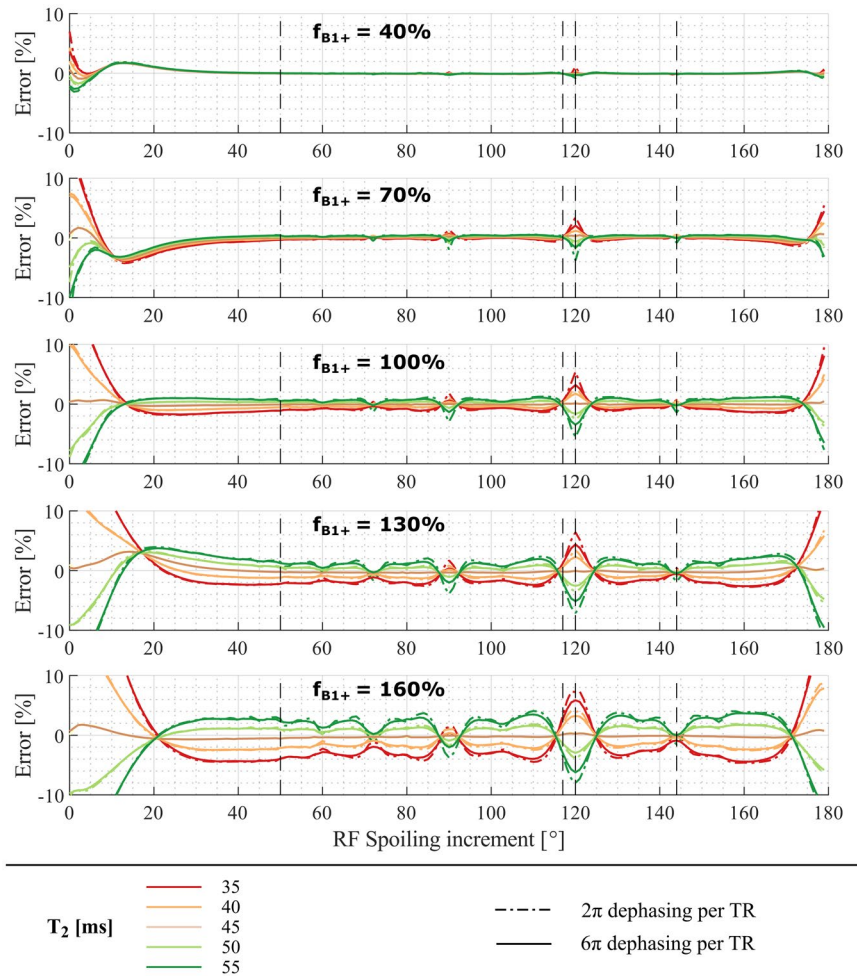 f_B1+ = 40%
Error [%]
10
0
-10
0 20 40 60 80 100 120 140 160 180
f_B1+ = 70%
Error [%]
10
0
-10
0 20 40 60 80 100 120 140 160 180
f_B1+ = 100%
Error [%]
10
0
-10
0 20 40 60 80 100 120 140 160 180
f_B1+ = 130%
Error [%]
10
0
-10
0 20 40 60 80 100 120 140 160 180
f_B1+ = 160%
Error [%]
10
0
-10
0 20 40 60 80 100 120 140 160 180
RF Spoiling increment [°]
T₂ [ms]
35
40
45
50
55
2π dephasing per TR
6π dephasing per TR